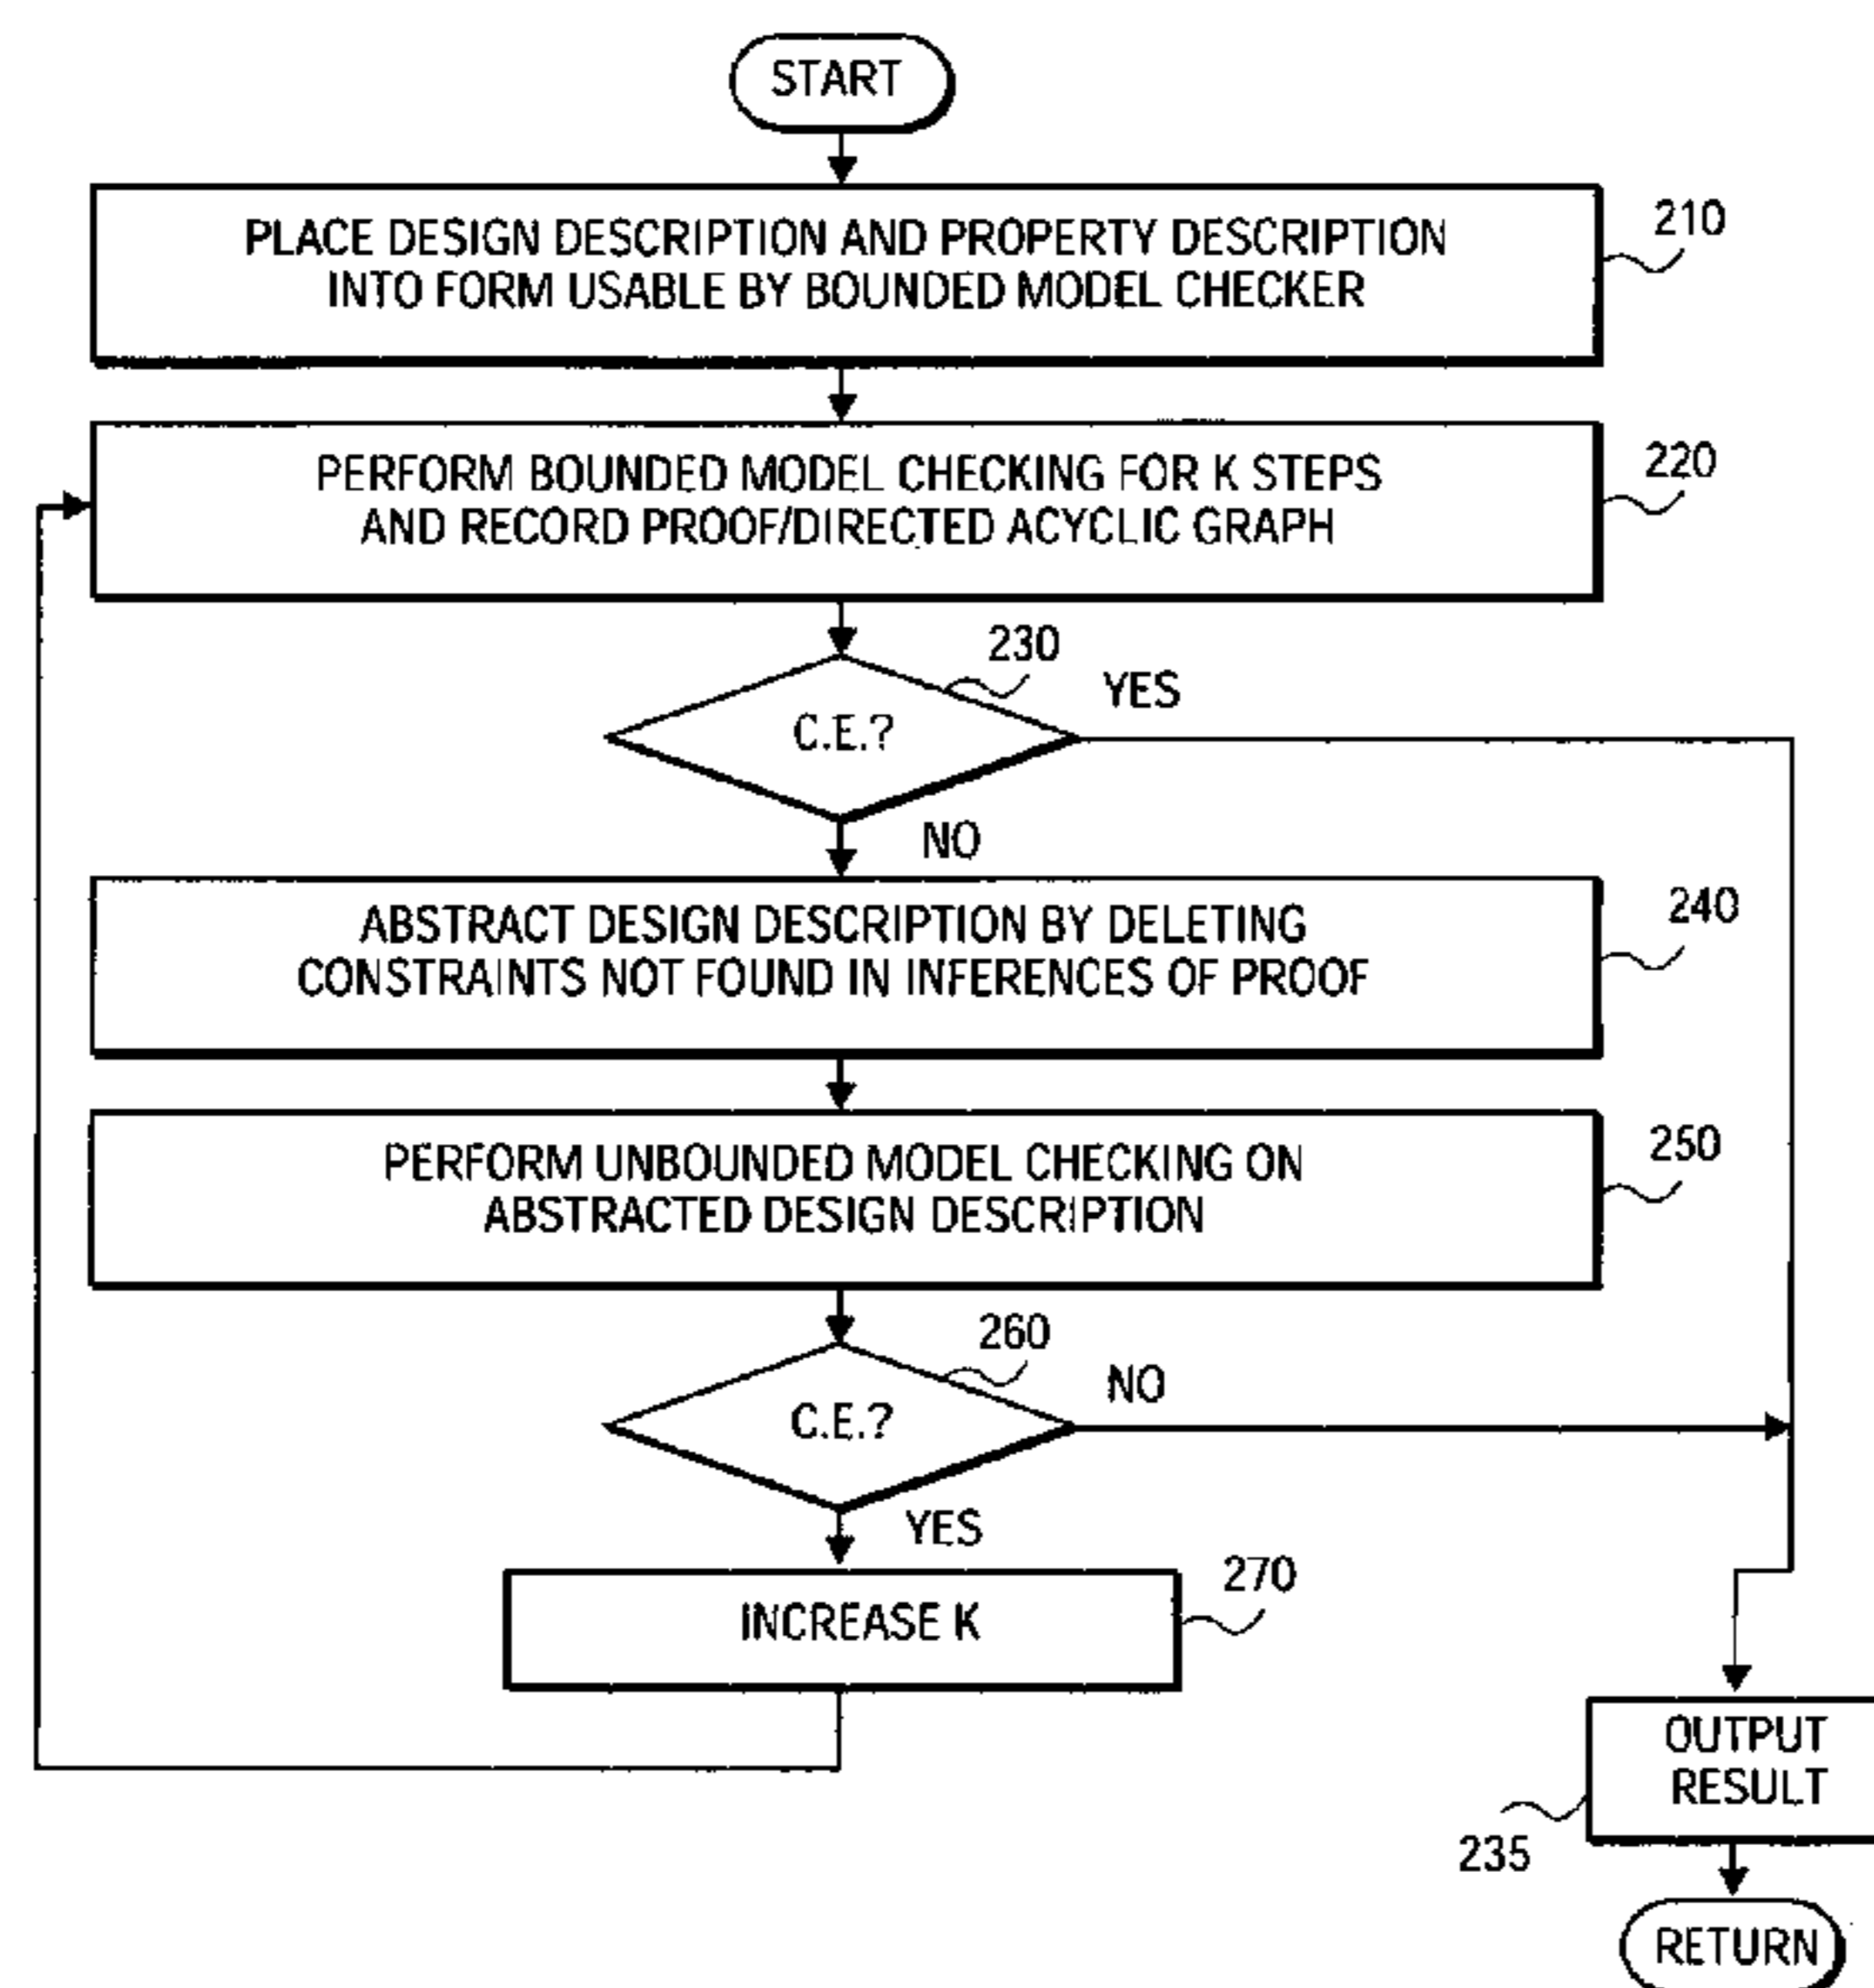 START
PLACE DESIGN DESCRIPTION AND PROPERTY DESCRIPTION
INTO FORM USABLE BY BOUNDED MODEL CHECKER
210
PERFORM BOUNDED MODEL CHECKING FOR K STEPS
AND RECORD PROOF/DIRECTED ACYCLIC GRAPH
220
230
YES
C.E.?
NO
ABSTRACT DESIGN DESCRIPTION BY DELETING
CONSTRAINTS NOT FOUND IN INFERENCES OF PROOF
240
PERFORM UNBOUNDED MODEL CHECKING ON
ABSTRACTED DESIGN DESCRIPTION
250
260
NO
C.E.?
YES
INCREASE K
270
OUTPUT
RESULT
235
RETURN